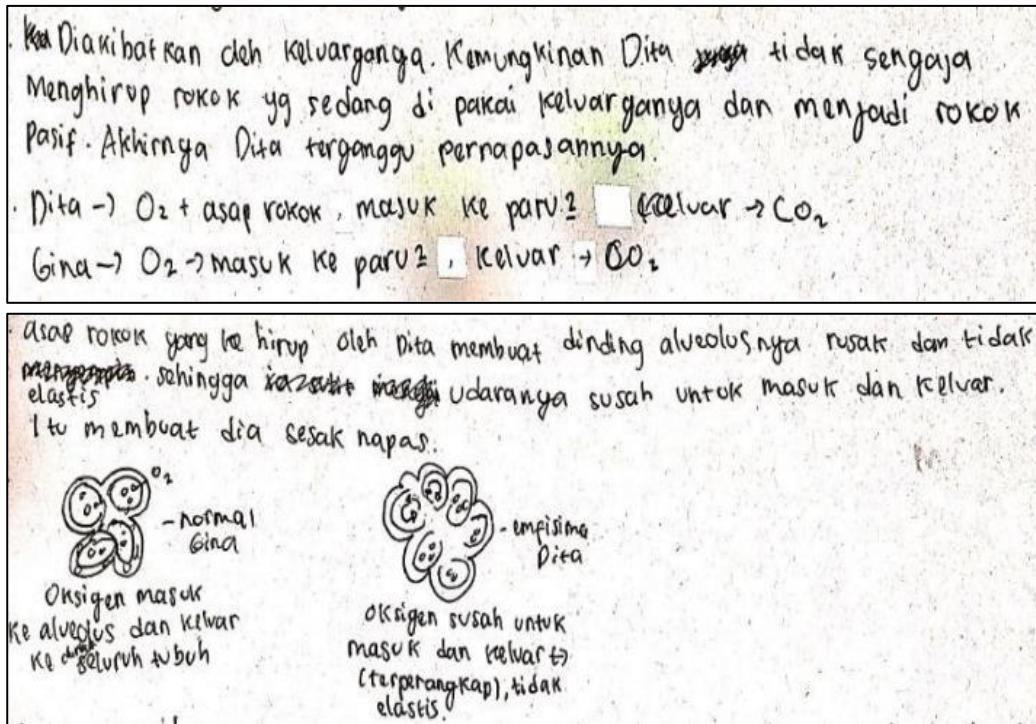 Diakibatkan oleh keluarganya. Kemungkinan Dita tidak sengaja
Menghirup rokok yg sedang di pakai keluarganya dan menjadi rokok
Pasif. Akhirnya Dita terganggu pernapasannya.
. Dita → O₂ + asap rokok, masuk ke paru² keluar → CO₂
Gina → O₂ → masuk ke paru², keluar → CO₂
asap rokok yang ke hirup oleh Dita membuat dinding alveolusnya rusak dam tidak
elastis. sehingga udaranya susah untuk masuk dan keluar.
Itu membuat dia sesak napas.
O₂
- normal
Gina
Oksigen masuk
Ke alveolus dan keluar
Ke seluruh tubuh
- emfisima
Dita
Oksigen susah untuk
masuk dan keluar
(terperangkap), tidak
elastis.